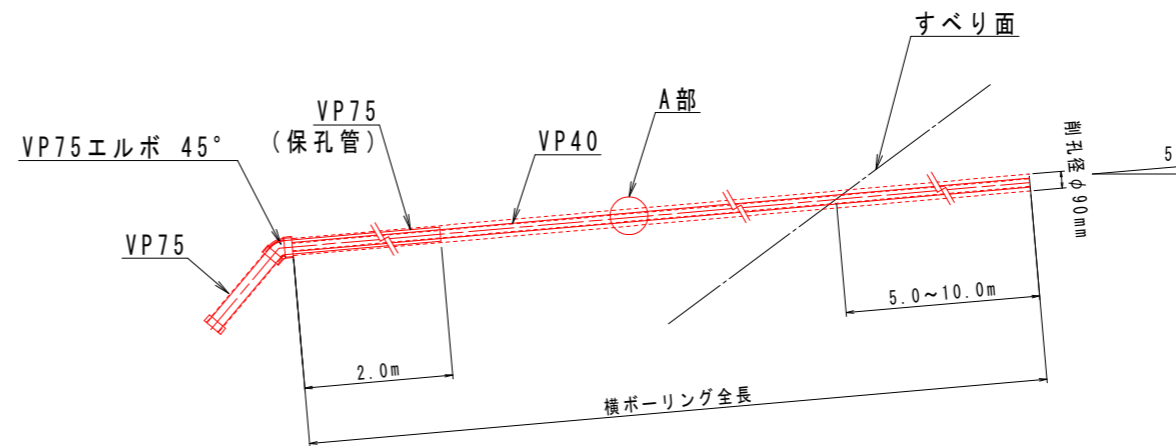 すべり面
A部
VP75
(保孔管)
VP40
VP75エルボ 45°
VP75
削孔径φ90mm
5
5.0~10.0m
2.0m
横ボーリング全長